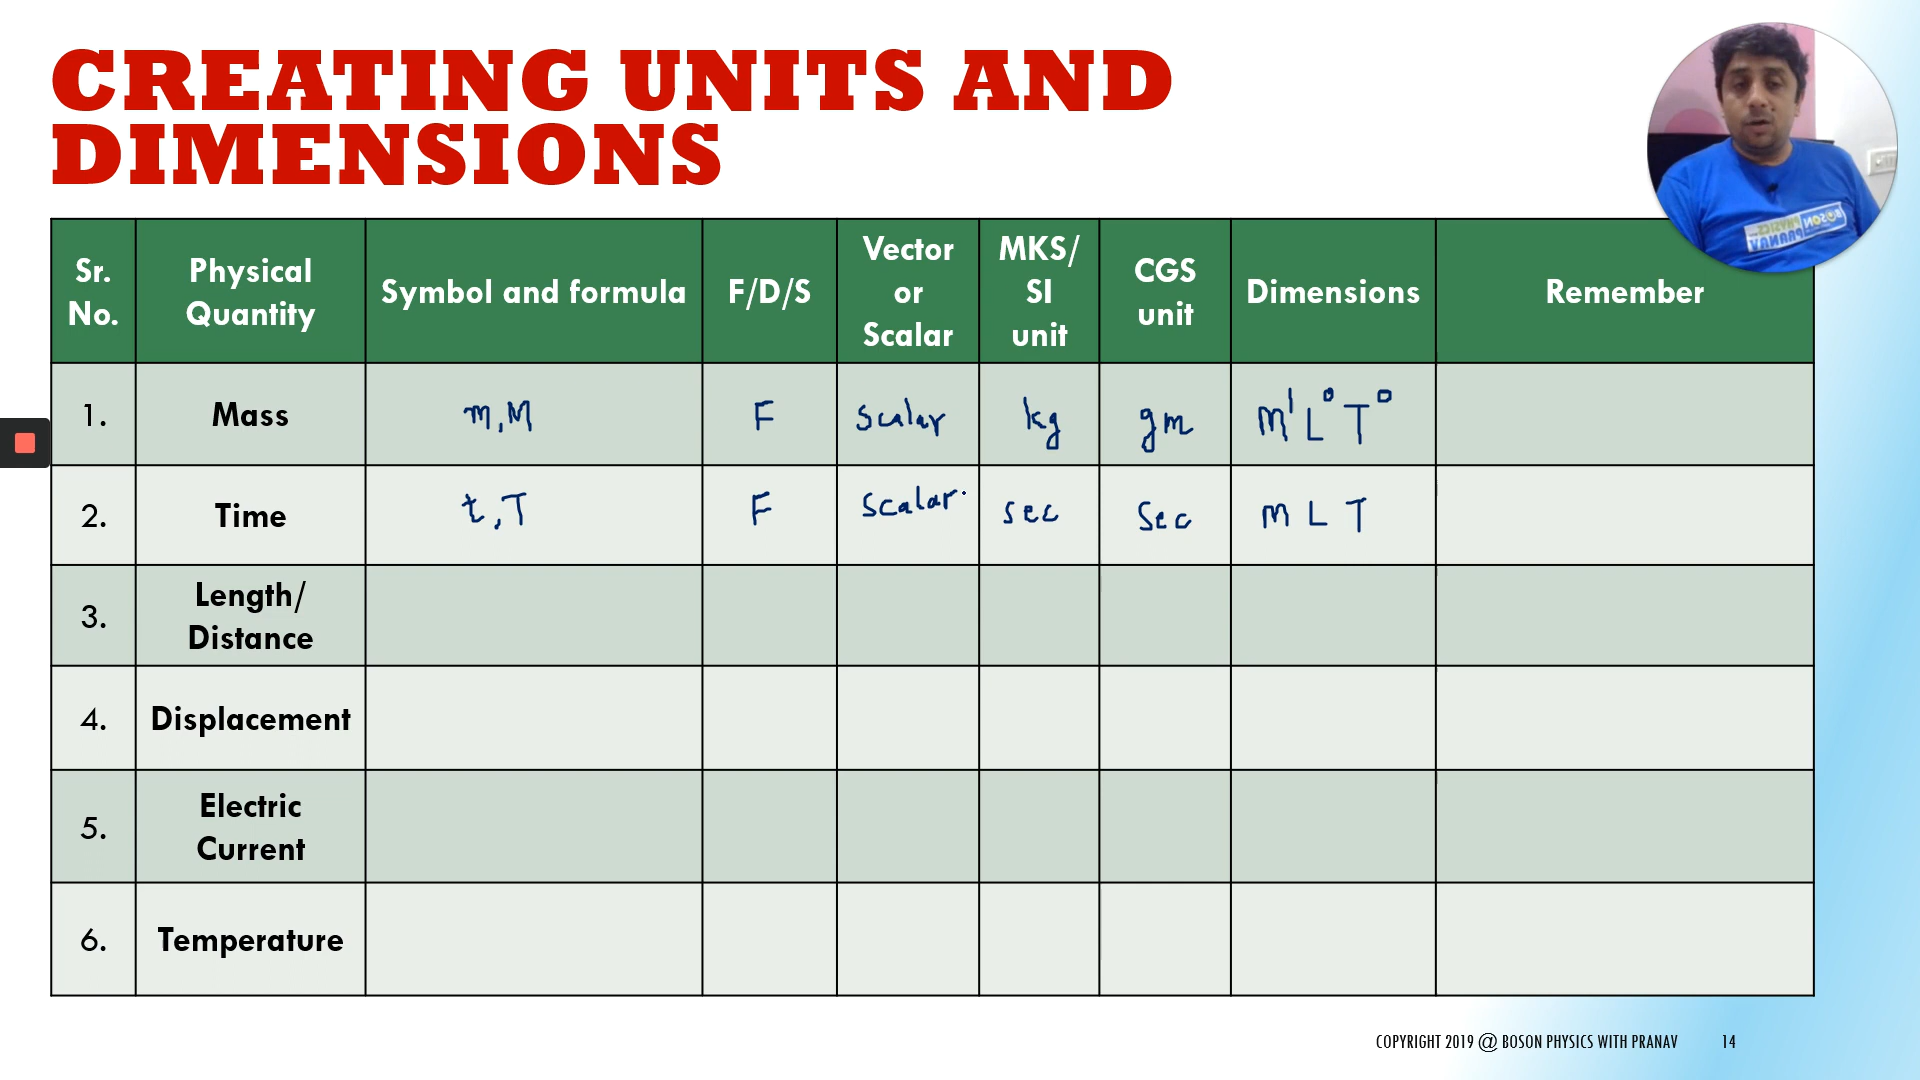 CREATING UNITS AND
DIMENSIONS
Sr. No. Physical Quantity Symbol and formula F/D/S Vector or Scalar MKS/ SI unit CGS unit Dimensions Remember
1. Mass m,M F scalar kg gm M¹L⁰T⁰
2. Time t,T F scalar sec sec M L T
3. Length/ Distance
4. Displacement
5. Electric Current
6. Temperature
COPYRIGHT 2019 @ BOSON PHYSICS WITH PRANAV 14